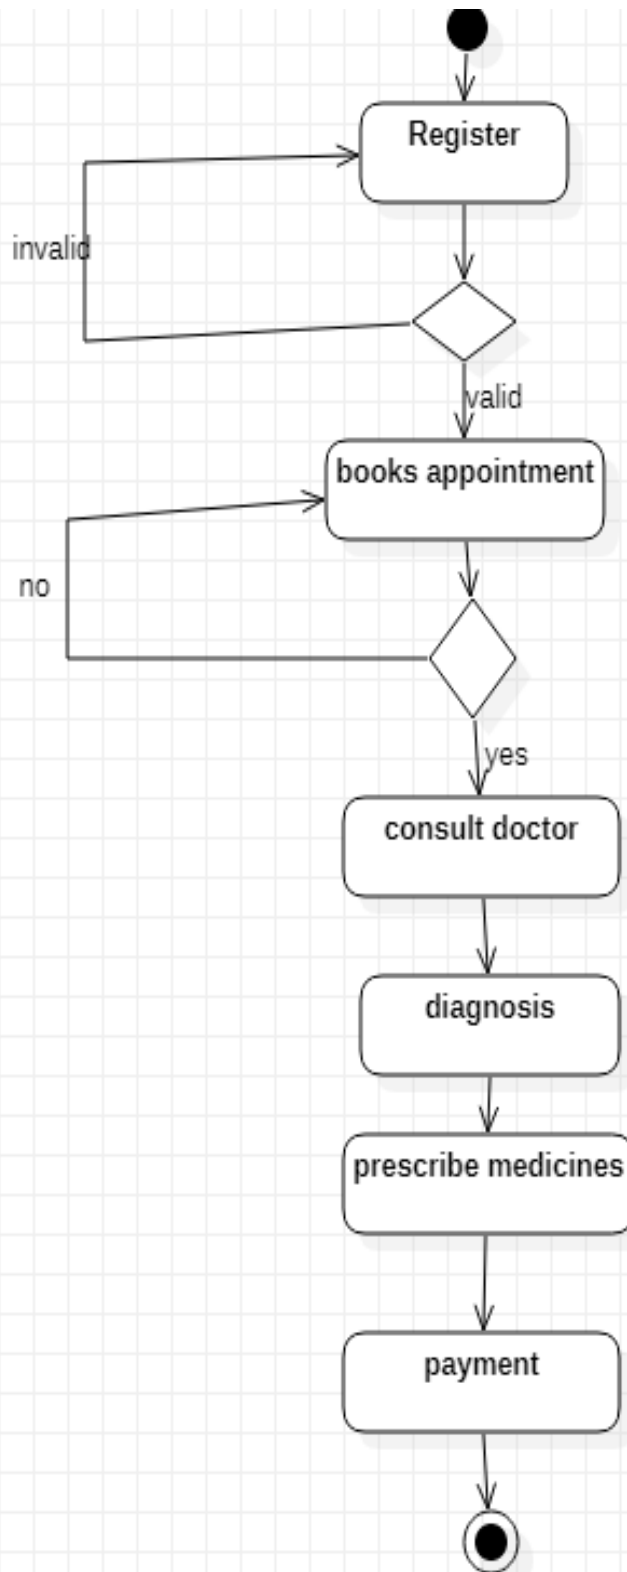 Register
invalid
valid
books appointment
no
yes
consult doctor
diagnosis
prescribe medicines
payment